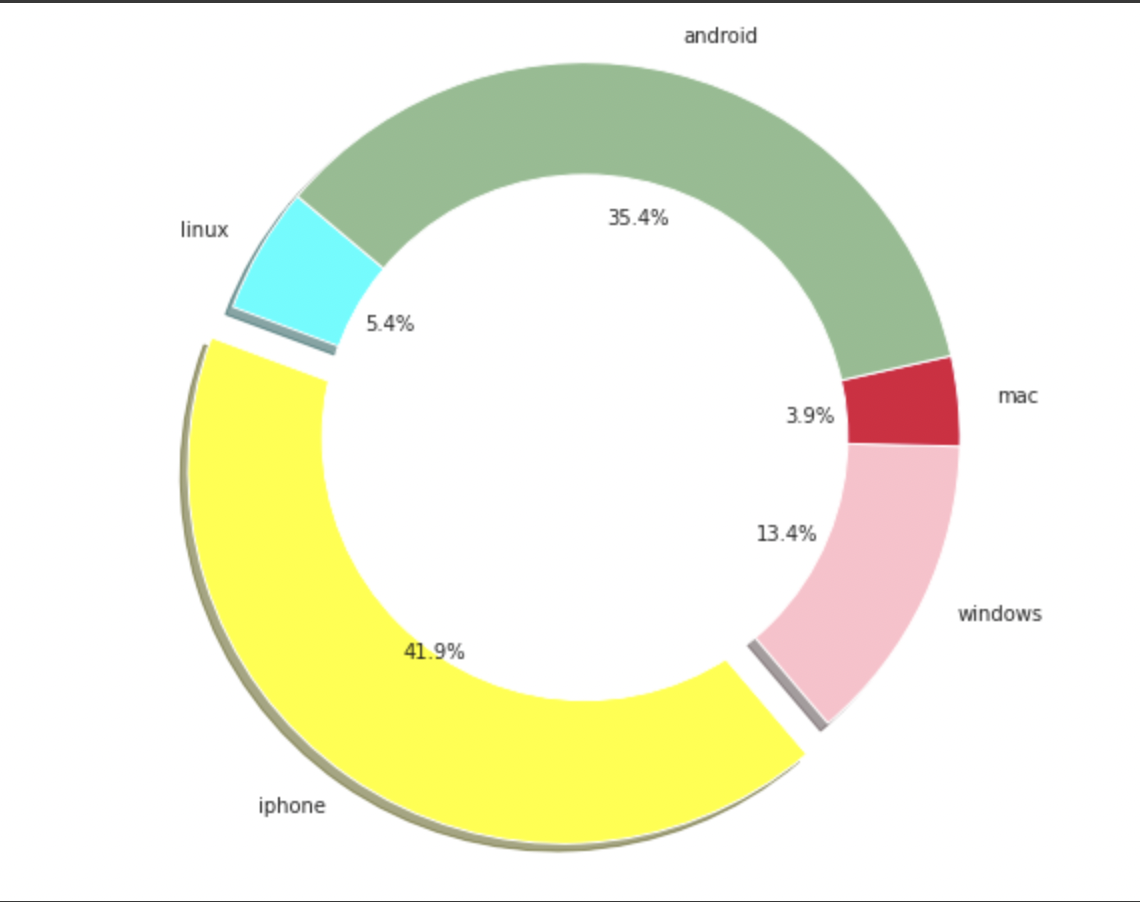 android
35.4%
linux
5.4%
mac
3.9%
13.4%
windows
41.9%
iphone